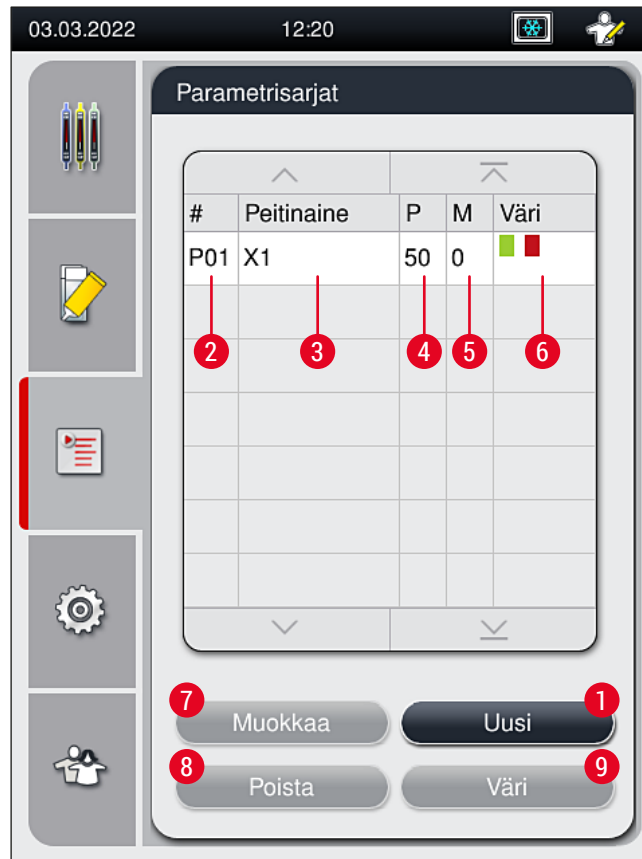 03.03.2022 12:20
Parametrisarjat
# Peitinaine P M Väri
P01 X1 50 0
2 3 4 5 6
7 1
Muokkaa Uusi
8 9
Poista Väri